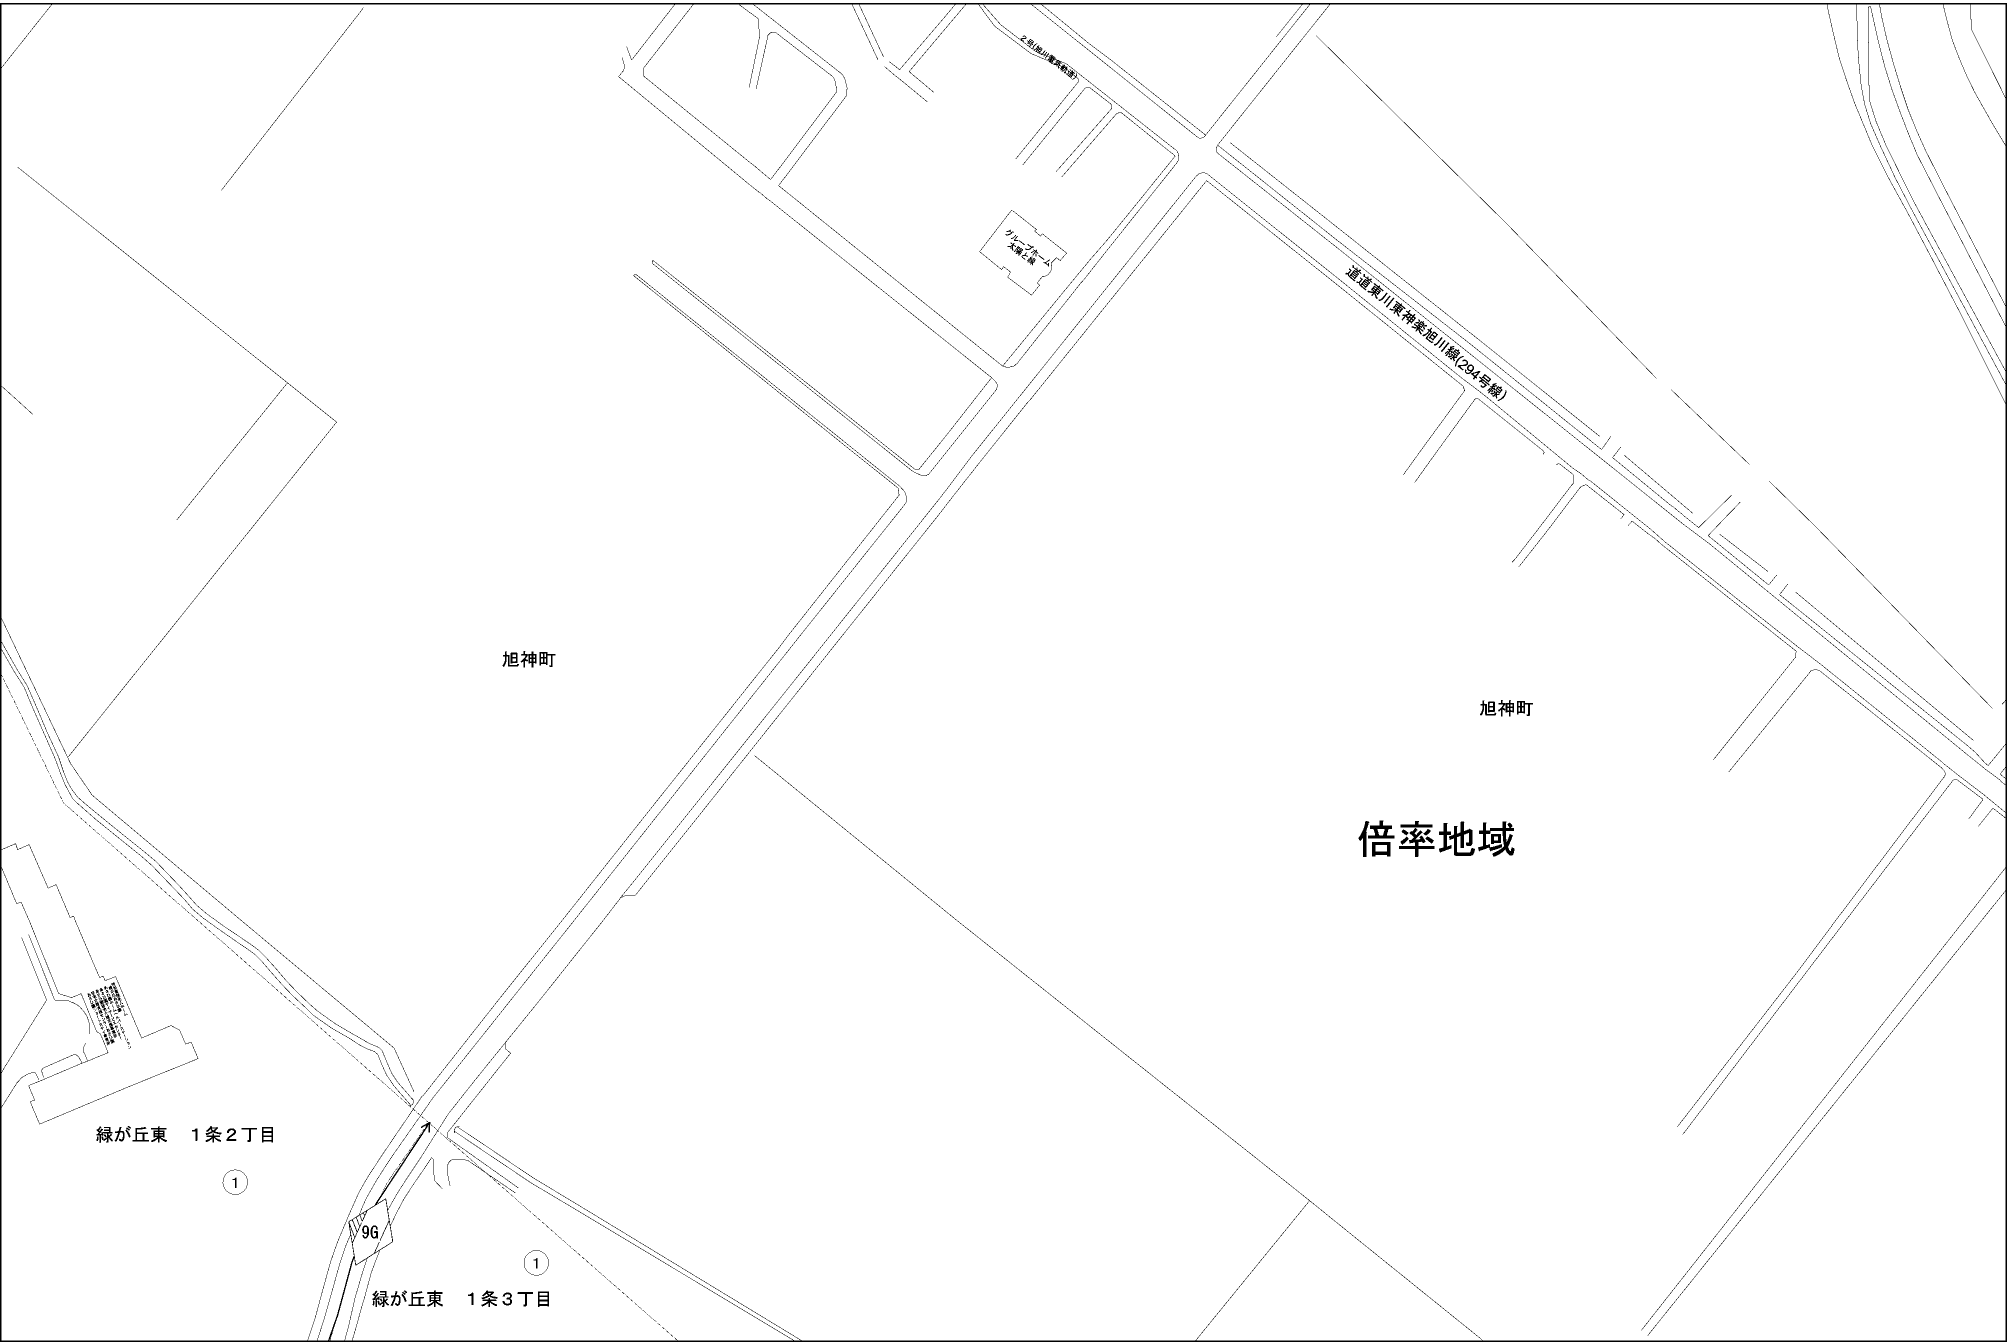 2号(旭川電気軌道)
グループホーム
太陽と緑
道道東川東神楽旭川線(294号線)
旭神町
旭神町
倍率地域
緑が丘東　１条２丁目
1
9G
1
緑が丘東　１条３丁目